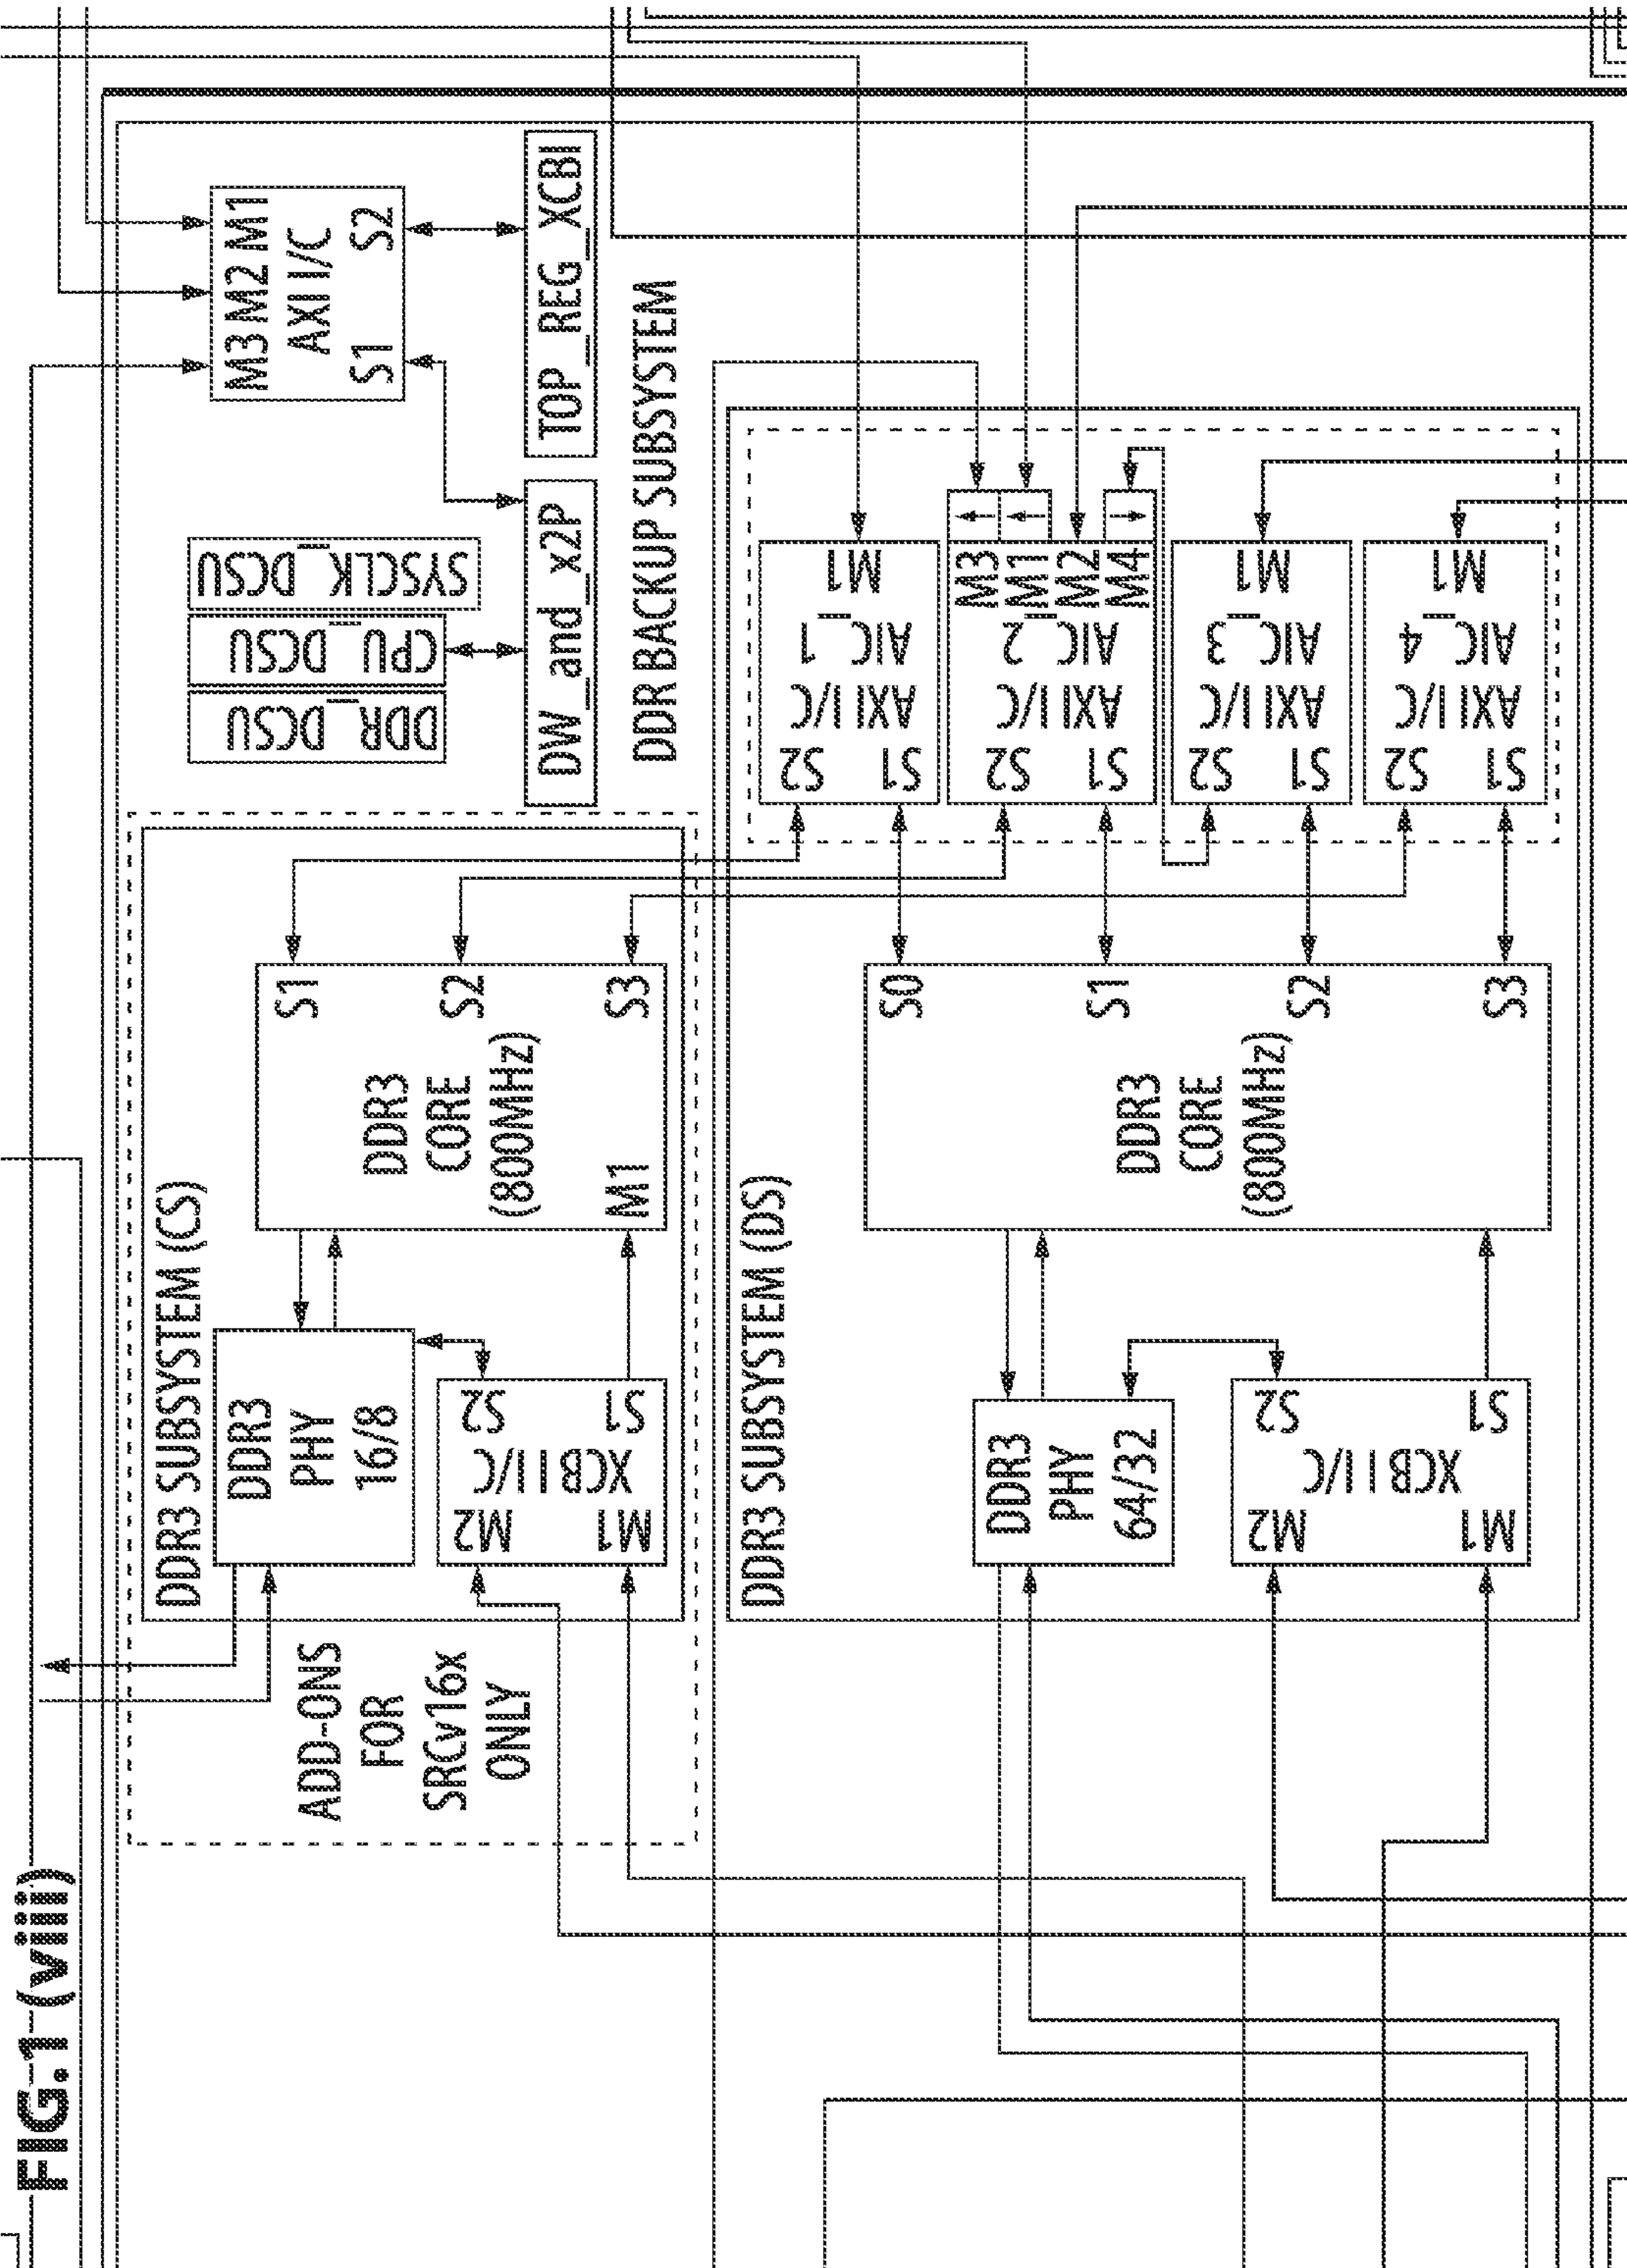 FIG.1 (viii)
M3 M2 M1
AXI I/C
S1 S2
TOP_REG_XCBI
DW_and_x2P
SYSCLK_DCSU
CPU_DCSU
DDR_DCSU
DDR BACKUP SUBSYSTEM
DDR3 SUBSYSTEM (CS)
S1
S2
S3
DDR3
CORE
(800MHz)
M1
DDR3
PHY
16/8
S2
S1
XCB I I/C
M2
M1
ADD-ONS
FOR
SRCv16x
ONLY
DDR3 SUBSYSTEM (DS)
M1
AIC_1
AXI I/C
S2
S1
M3
M1
M2
M4
AIC_2
AXI I/C
S2
S1
M1
AIC_3
AXI I/C
S2
S1
M1
AIC_4
AXI I/C
S2
S1
S0
S1
S2
S3
DDR3
CORE
(800MHz)
DDR3
PHY
64/32
S2
S1
XCB I I/C
M2
M1